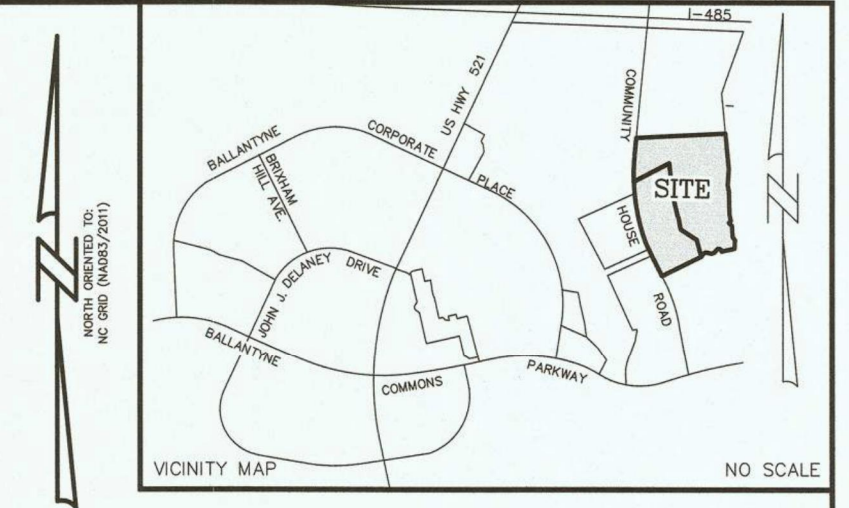 NORTH ORIENTED TO:
NC GRID (NAD83/2011)
I-485
US HWY 521
COMMUNITY
BALLANTYNE
CORPORATE
PLACE
BRIXHAM
HILL AVE.
SITE
HOUSE
ROAD
JOHN J. DELANEY
DRIVE
BALLANTYNE
COMMONS
PARKWAY
VICINITY MAP
NO SCALE